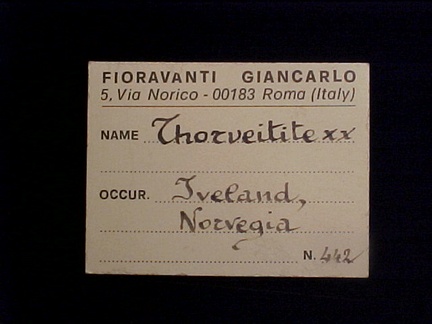 FIORAVANTI GIANCARLO
5, Via Norico - 00183 Roma (Italy)
NAME Thorveitite xx
OCCUR. Iveland,
Norvegia
N. 442